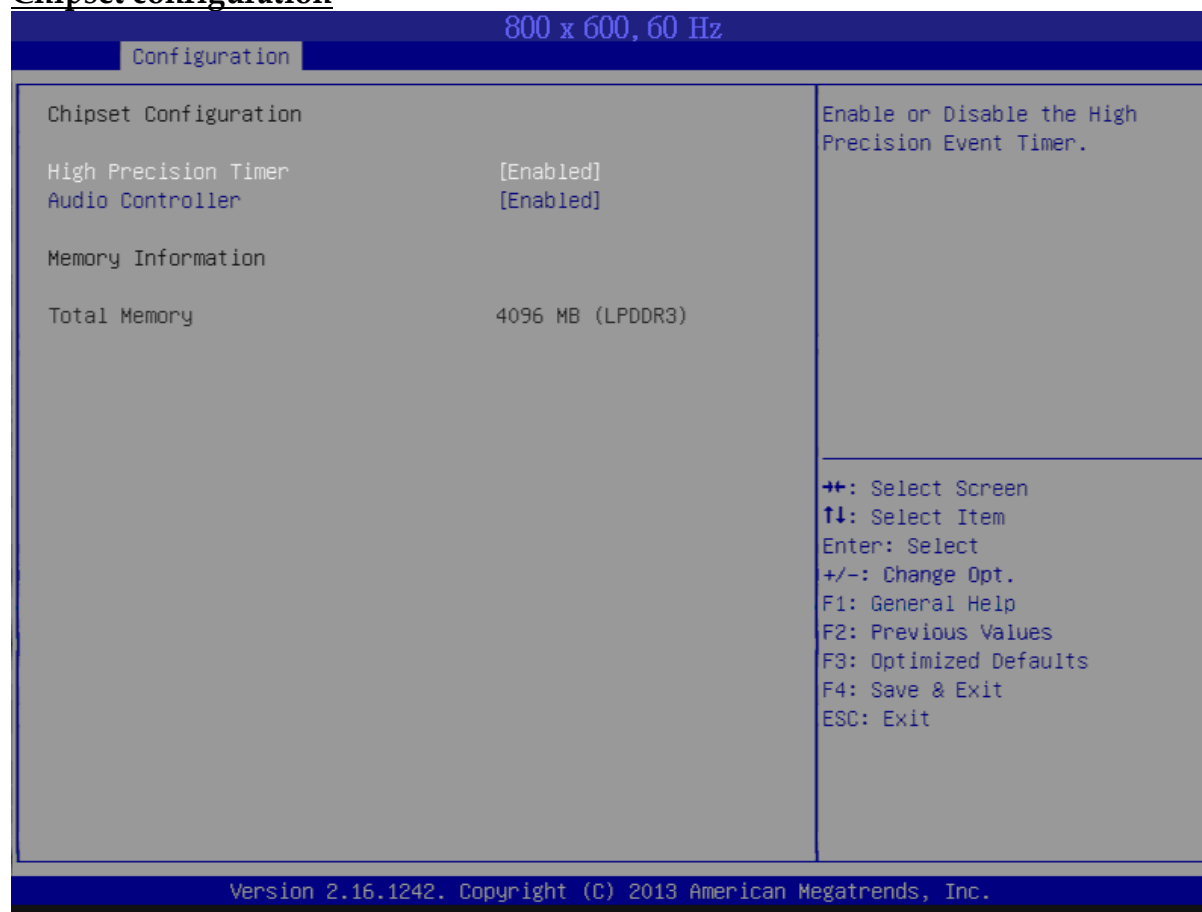 Chipset configuration
800 x 600, 60 Hz
Configuration
Chipset Configuration
High Precision Timer [Enabled]
Audio Controller [Enabled]
Memory Information
Total Memory 4096 MB (LPDDR3)
Enable or Disable the High
Precision Event Timer.
→←: Select Screen
↑↓: Select Item
Enter: Select
+/-: Change Opt.
F1: General Help
F2: Previous Values
F3: Optimized Defaults
F4: Save & Exit
ESC: Exit
Version 2.16.1242. Copyright (C) 2013 American Megatrends, Inc.